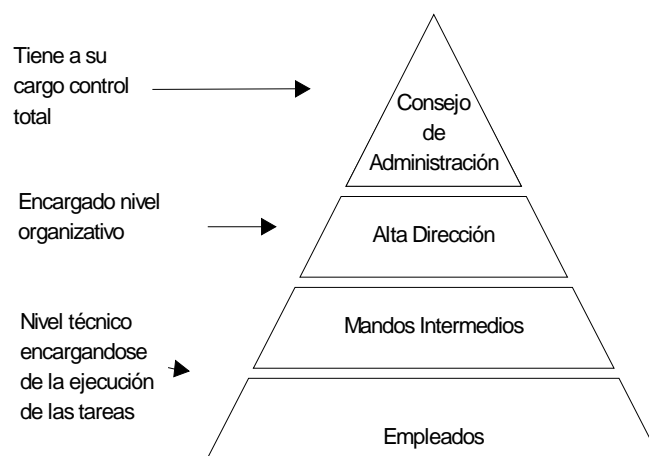 Tiene a su
cargo control
total
Consejo
de
Administración
Encargado nivel
organizativo
Alta Dirección
Nivel técnico
encargandose
de la ejecución
de las tareas
Mandos Intermedios
Empleados